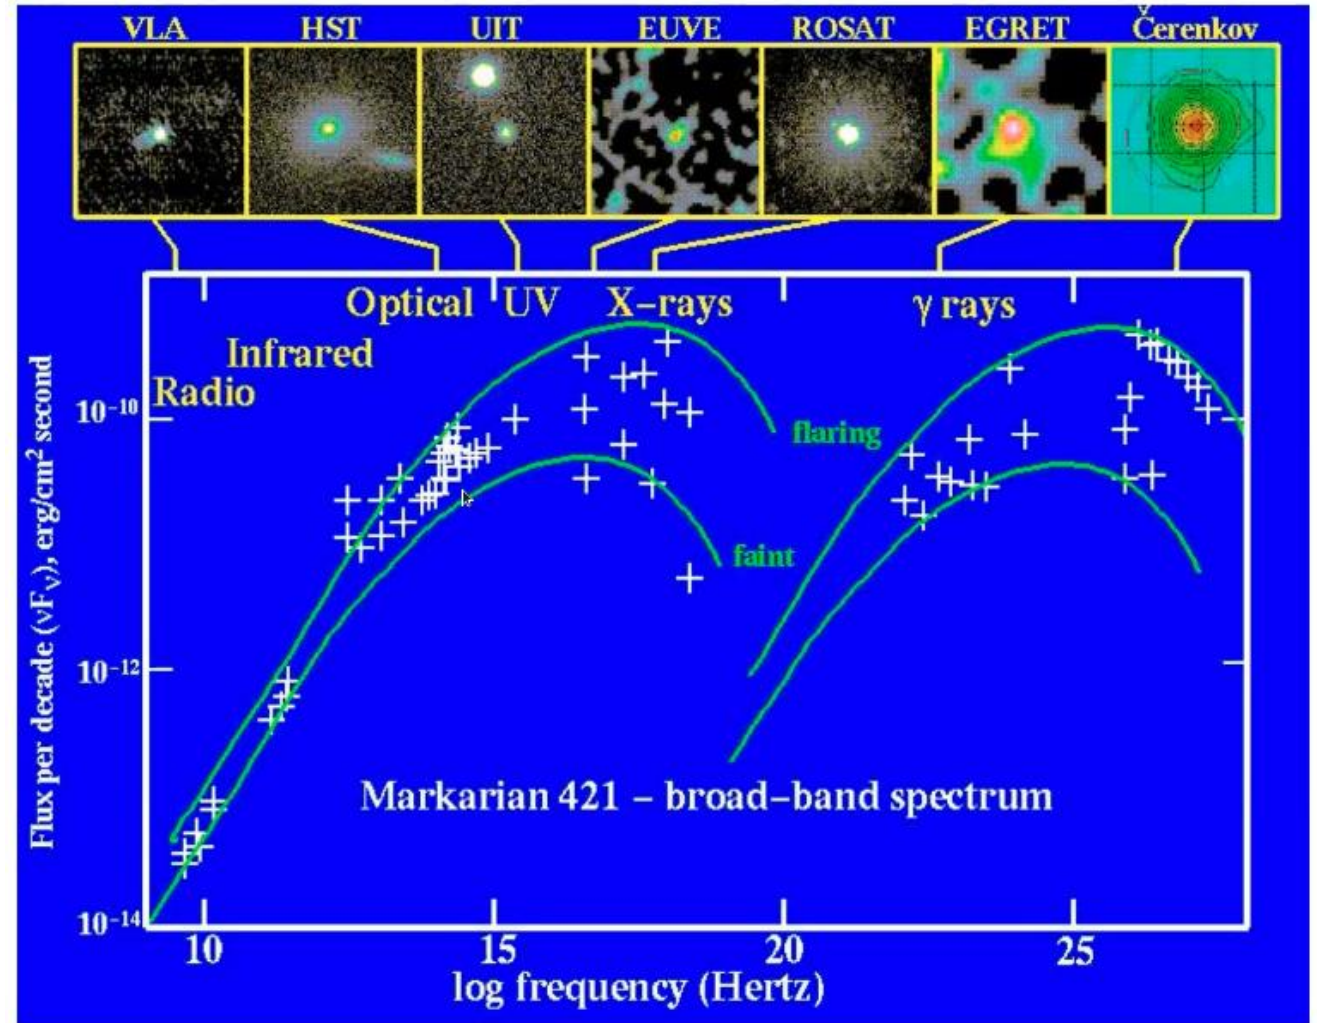 VLA HST UIT EUVE ROSAT EGRET Čerenkov
Optical UV X-rays γ rays
Infrared
Radio
10⁻¹⁰
flaring
faint
10⁻¹²
Markarian 421 - broad-band spectrum
10⁻¹⁴
10 15 20 25
log frequency (Hertz)
Flux per decade (νFᵥ), erg/cm² second